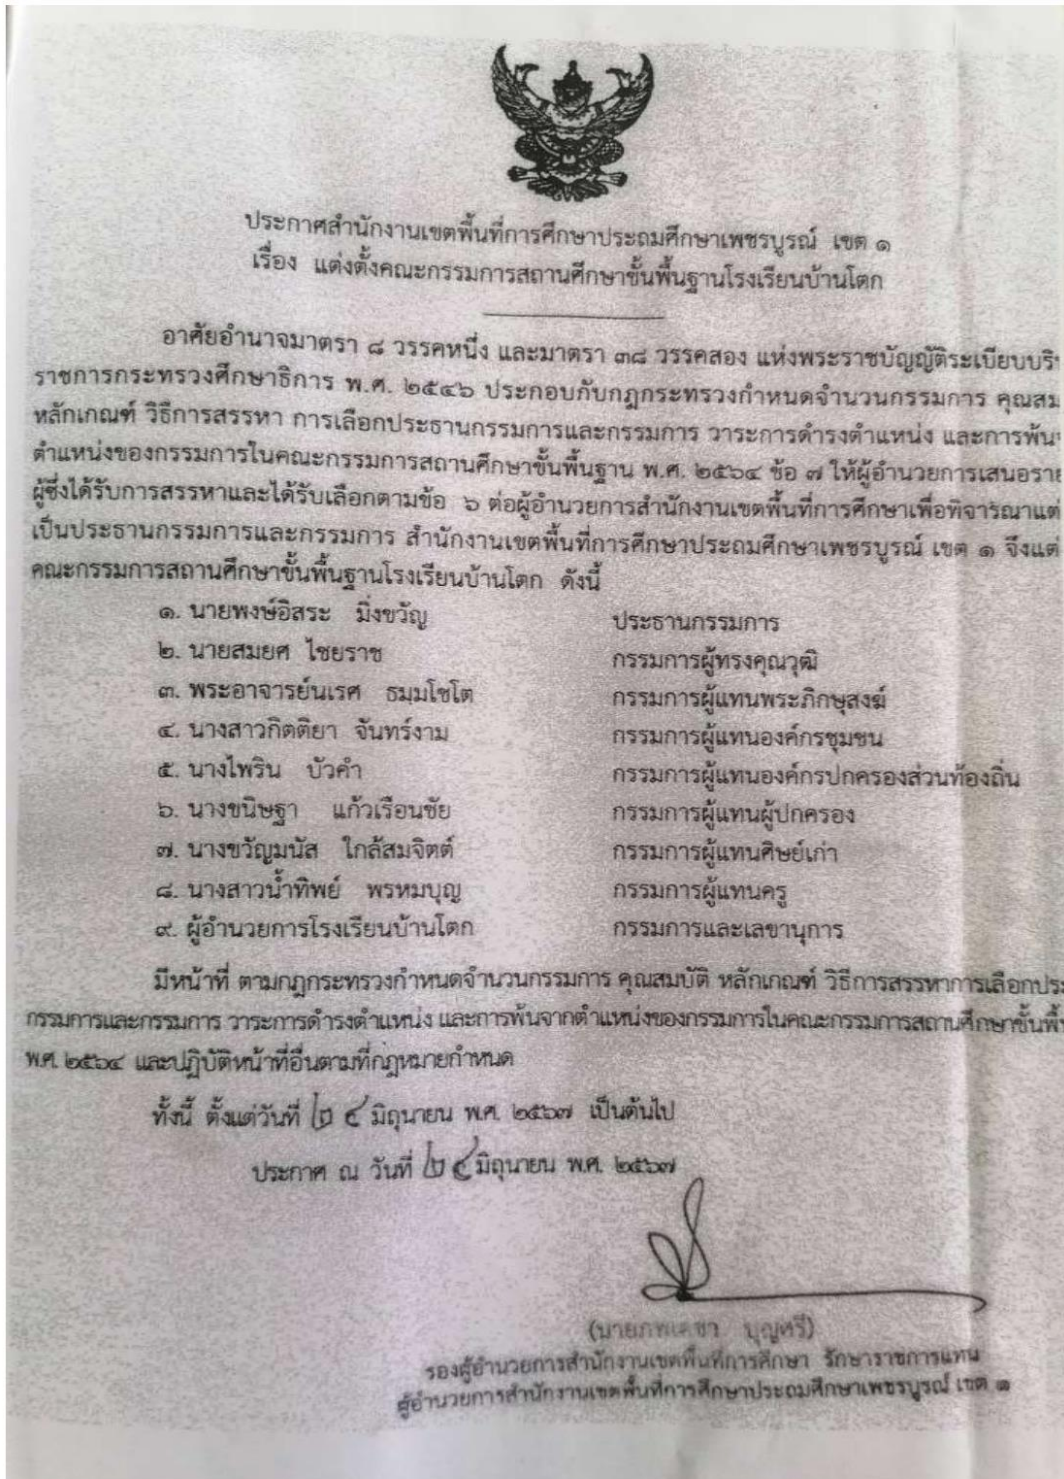 ประกาศสำนักงานเขตพื้นที่การศึกษาประถมศึกษาเพชรบูรณ์ เขต ๑
เรื่อง แต่งตั้งคณะกรรมการสถานศึกษาขั้นพื้นฐานโรงเรียนบ้านโตก
อาศัยอำนาจมาตรา ๘ วรรคหนึ่ง และมาตรา ๓๘ วรรคสอง แห่งพระราชบัญญัติระเบียบบริ
ราชการกระทรวงศึกษาธิการ พ.ศ. ๒๕๔๖ ประกอบกับกฎกระทรวงกำหนดจำนวนกรรมการ คุณสม
หลักเกณฑ์ วิธีการสรรหา การเลือกประธานกรรมการและกรรมการ วาระการดำรงตำแหน่ง และการพ้น
ตำแหน่งของกรรมการในคณะกรรมการสถานศึกษาขั้นพื้นฐาน พ.ศ. ๒๕๖๔ ข้อ ๗ ให้ผู้อำนวยการเสนอราย
ผู้ซึ่งได้รับการสรรหาและได้รับเลือกตามข้อ ๖ ต่อผู้อำนวยการสำนักงานเขตพื้นที่การศึกษาเพื่อพิจารณาแต่
เป็นประธานกรรมการและกรรมการ สำนักงานเขตพื้นที่การศึกษาประถมศึกษาเพชรบูรณ์ เขต ๑ จึงแต่
คณะกรรมการสถานศึกษาขั้นพื้นฐานโรงเรียนบ้านโตก ดังนี้
๑. นายพงษ์อิสระ มิ่งขวัญ ประธานกรรมการ
๒. นายสมยศ ไชยราช กรรมการผู้ทรงคุณวุฒิ
๓. พระอาจารย์นเรศ ธมฺมโชโต กรรมการผู้แทนพระภิกษุสงฆ์
๔. นางสาวกิตติยา จันทร์งาม กรรมการผู้แทนองค์กรชุมชน
๕. นางไพริน บัวคำ กรรมการผู้แทนองค์กรปกครองส่วนท้องถิ่น
๖. นางขนิษฐา แก้วเรือนชัย กรรมการผู้แทนผู้ปกครอง
๗. นางขวัญมนัส ใกล้สมจิตต์ กรรมการผู้แทนศิษย์เก่า
๘. นางสาวน้ำทิพย์ พรหมบุญ กรรมการผู้แทนครู
๙. ผู้อำนวยการโรงเรียนบ้านโตก กรรมการและเลขานุการ
มีหน้าที่ ตามกฎกระทรวงกำหนดจำนวนกรรมการ คุณสมบัติ หลักเกณฑ์ วิธีการสรรหาการเลือกประ
กรรมการและกรรมการ วาระการดำรงตำแหน่ง และการพ้นจากตำแหน่งของกรรมการในคณะกรรมการสถานศึกษาขั้นพื้น
พ.ศ. ๒๕๖๔ และปฏิบัติหน้าที่อื่นตามที่กฎหมายกำหนด
ทั้งนี้ ตั้งแต่วันที่ ๒๔ มิถุนายน พ.ศ. ๒๕๖๗ เป็นต้นไป
ประกาศ ณ วันที่ ๒๔ มิถุนายน พ.ศ. ๒๕๖๗
บุญศรี)
รองผู้อำนวยการสำนักงานเขตพื้นที่การศึกษา รักษาราชการแทน
ผู้อำนวยการสำนักงานเขตพื้นที่การศึกษาประถมศึกษาเพชรบูรณ์ เขต ๑